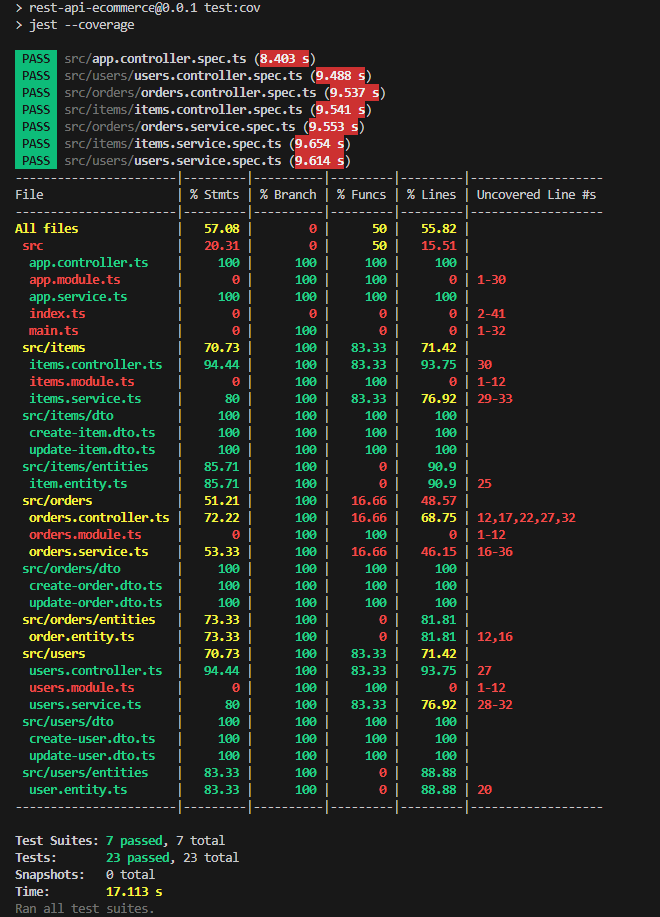 > rest-api-ecommerce@0.0.1 test:cov
> jest --coverage
PASS src/app.controller.spec.ts (8.403 s)
PASS src/users/users.controller.spec.ts (9.488 s)
PASS src/orders/orders.controller.spec.ts (9.537 s)
PASS src/items/items.controller.spec.ts (9.541 s)
PASS src/orders/orders.service.spec.ts (9.553 s)
PASS src/items/items.service.spec.ts (9.654 s)
PASS src/users/users.service.spec.ts (9.614 s)
----------------------|---------|----------|---------|---------|-------------------
File | % Stmts | % Branch | % Funcs | % Lines | Uncovered Line #s
----------------------|---------|----------|---------|---------|-------------------
All files | 57.08 | 0 | 50 | 55.82 |
src | 20.31 | 0 | 50 | 15.51 |
app.controller.ts | 100 | 100 | 100 | 100 |
app.module.ts | 0 | 100 | 100 | 0 | 1-30
app.service.ts | 100 | 100 | 100 | 100 |
index.ts | 0 | 0 | 0 | 0 | 2-41
main.ts | 0 | 100 | 0 | 0 | 1-32
src/items | 70.73 | 100 | 83.33 | 71.42 |
items.controller.ts | 94.44 | 100 | 83.33 | 93.75 | 30
items.module.ts | 0 | 100 | 100 | 0 | 1-12
items.service.ts | 80 | 100 | 83.33 | 76.92 | 29-33
src/items/dto | 100 | 100 | 100 | 100 |
create-item.dto.ts | 100 | 100 | 100 | 100 |
update-item.dto.ts | 100 | 100 | 100 | 100 |
src/items/entities | 85.71 | 100 | 0 | 90.9 |
item.entity.ts | 85.71 | 100 | 0 | 90.9 | 25
src/orders | 51.21 | 100 | 16.66 | 48.57 |
orders.controller.ts | 72.22 | 100 | 16.66 | 68.75 | 12,17,22,27,32
orders.module.ts | 0 | 100 | 100 | 0 | 1-12
orders.service.ts | 53.33 | 100 | 16.66 | 46.15 | 16-36
src/orders/dto | 100 | 100 | 100 | 100 |
create-order.dto.ts | 100 | 100 | 100 | 100 |
update-order.dto.ts | 100 | 100 | 100 | 100 |
src/orders/entities | 73.33 | 100 | 0 | 81.81 |
order.entity.ts | 73.33 | 100 | 0 | 81.81 | 12,16
src/users | 70.73 | 100 | 83.33 | 71.42 |
users.controller.ts | 94.44 | 100 | 83.33 | 93.75 | 27
users.module.ts | 0 | 100 | 100 | 0 | 1-12
users.service.ts | 80 | 100 | 83.33 | 76.92 | 28-32
src/users/dto | 100 | 100 | 100 | 100 |
create-user.dto.ts | 100 | 100 | 100 | 100 |
update-user.dto.ts | 100 | 100 | 100 | 100 |
src/users/entities | 83.33 | 100 | 0 | 88.88 |
user.entity.ts | 83.33 | 100 | 0 | 88.88 | 20
----------------------|---------|----------|---------|---------|-------------------
Test Suites: 7 passed, 7 total
Tests: 23 passed, 23 total
Snapshots: 0 total
Time: 17.113 s
Ran all test suites.